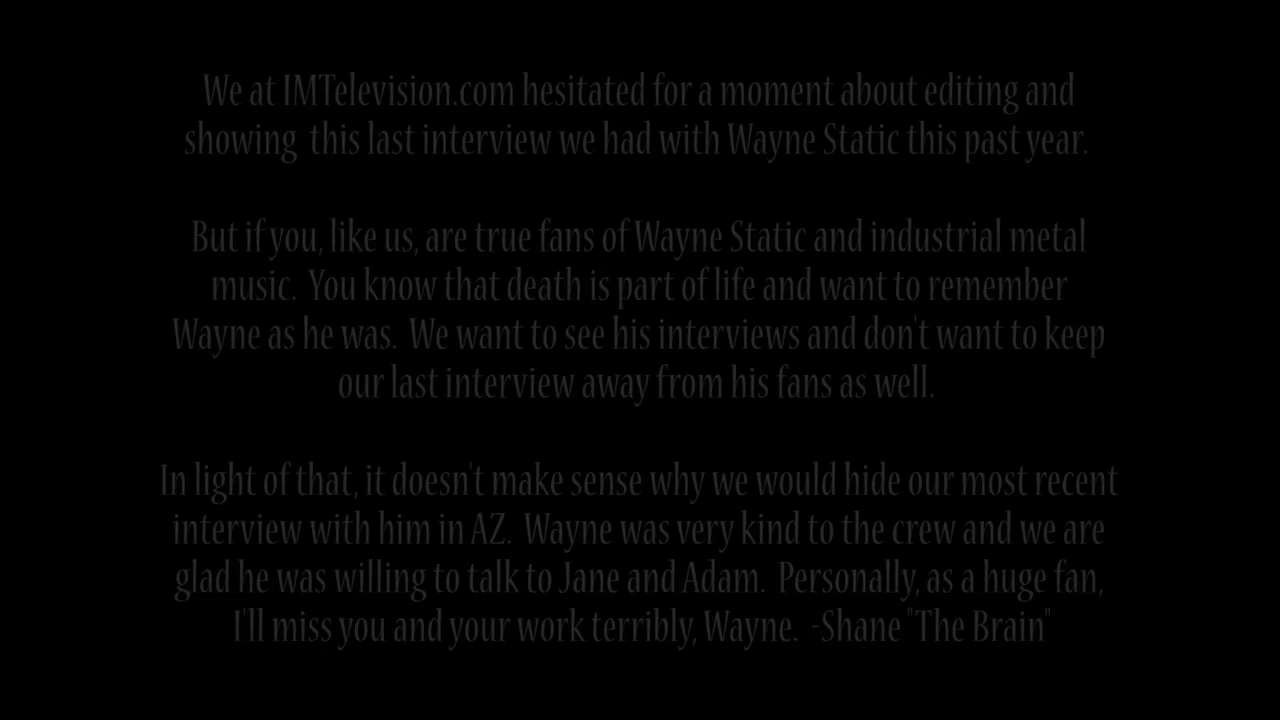 We at IMTelevision.com hesitated for a moment about editing and
showing  this last interview we had with Wayne Static this past year.
But if you, like us, are true fans of Wayne Static and industrial metal
music.  You know that death is part of life and want to remember
Wayne as he was.  We want to see his interviews and don't want to keep
our last interview away from his fans as well.
In light of that, it doesn't make sense why we would hide our most recent
interview with him in AZ.  Wayne was very kind to the crew and we are
glad he was willing to talk to Jane and Adam.  Personally, as a huge fan,
I'll miss you and your work terribly, Wayne.  -Shane "The Brain"